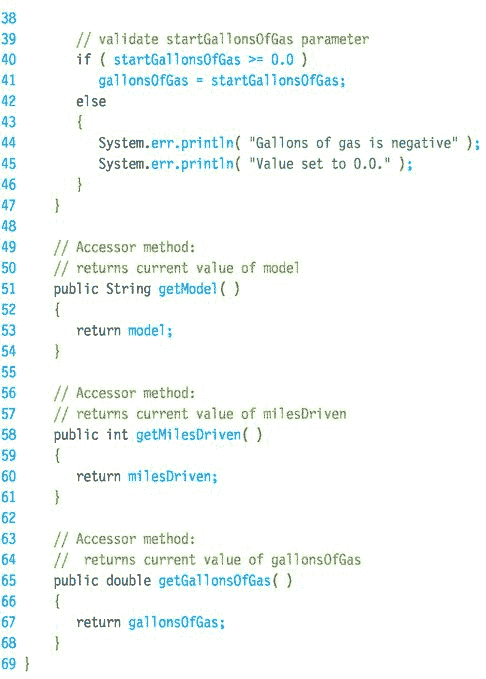 38
39 // validate startGallonsOfGas parameter
40 if ( startGallonsOfGas >= 0.0 )
41 gallonsOfGas = startGallonsOfGas;
42 else
43 {
44 System.err.println( "Gallons of gas is negative" );
45 System.err.println( "Value set to 0.0." );
46 }
47 }
48
49 // Accessor method:
50 // returns current value of model
51 public String getModel( )
52 {
53 return model;
54 }
55
56 // Accessor method:
57 // returns current value of milesDriven
58 public int getMilesDriven( )
59 {
60 return milesDriven;
61 }
62
63 // Accessor method:
64 // returns current value of gallonsOfGas
65 public double getGallonsOfGas( )
66 {
67 return gallonsOfGas;
68 }
69 }